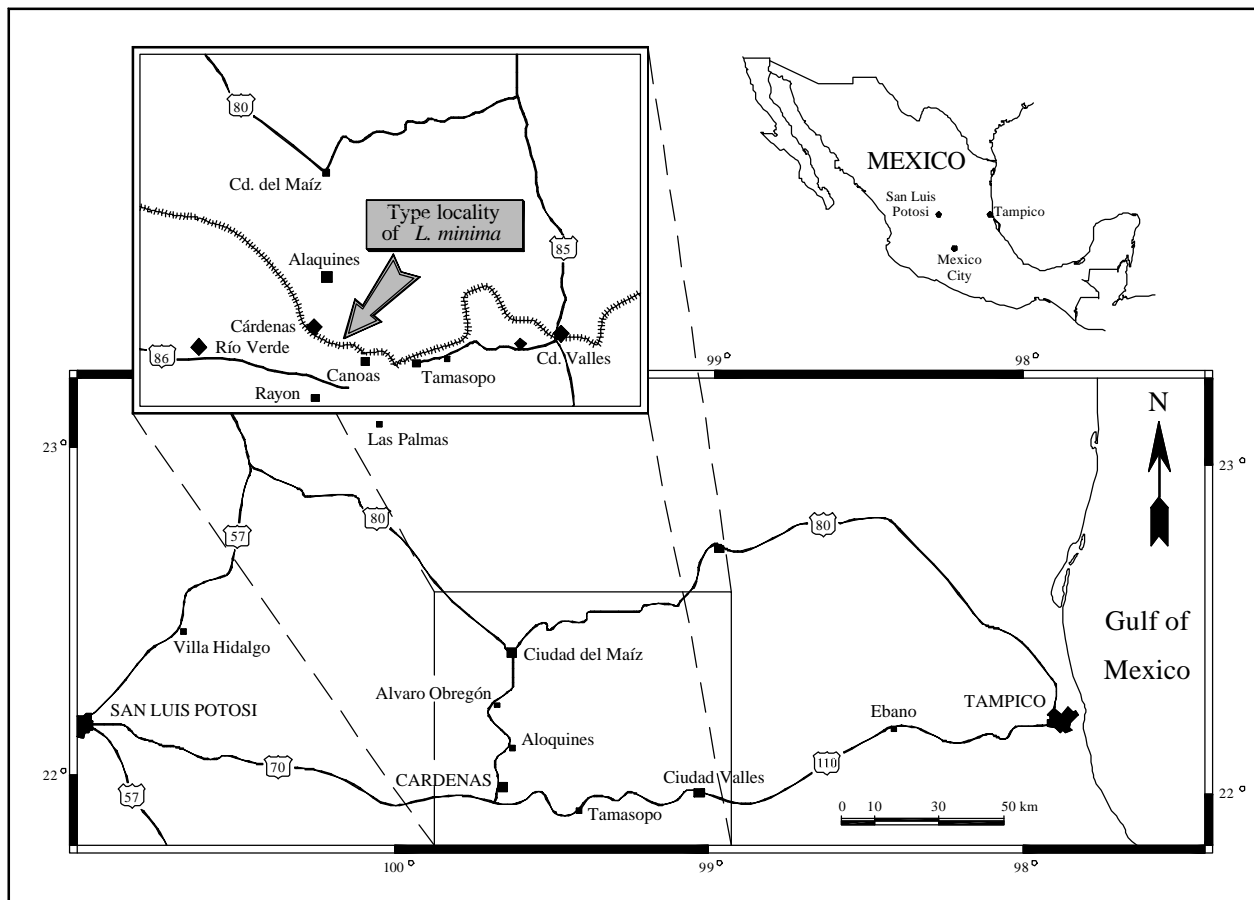 80
Cd. del Maíz
Type locality
of L. minima
85
Alaquines
Cárdenas
Río Verde
86
Canoas
Tamasopo
Cd. Valles
Rayon
MEXICO
San Luis
Potosi
Tampico
Mexico
City
99°
98°
N
23°
23°
Las Palmas
57
80
80
Villa Hidalgo
Ciudad del Maíz
Gulf of
Mexico
Alvaro Obregón
SAN LUIS POTOSI
Ebano
TAMPICO
Aloquines
70
110
CARDENAS
Ciudad Valles
22°
22°
57
Tamasopo
0 10 30 50 km
100°
99°
98°